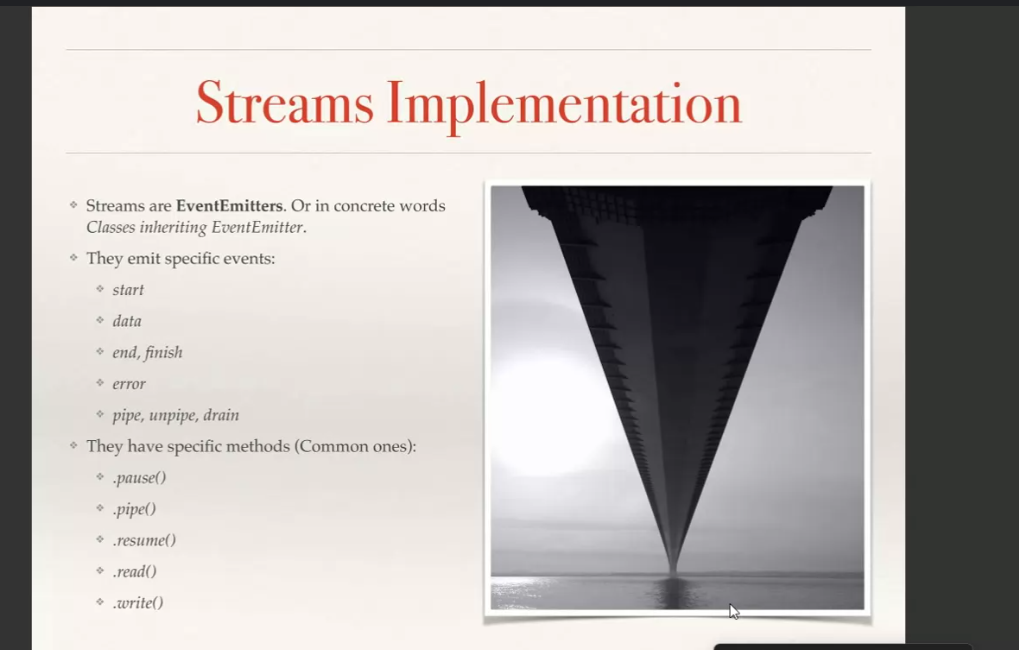 Streams Implementation
Streams are EventEmitters. Or in concrete words
Classes inheriting EventEmitter.
They emit specific events:
start
data
end, finish
error
pipe, unpipe, drain
They have specific methods (Common ones):
.pause()
.pipe()
.resume()
.read()
.write()